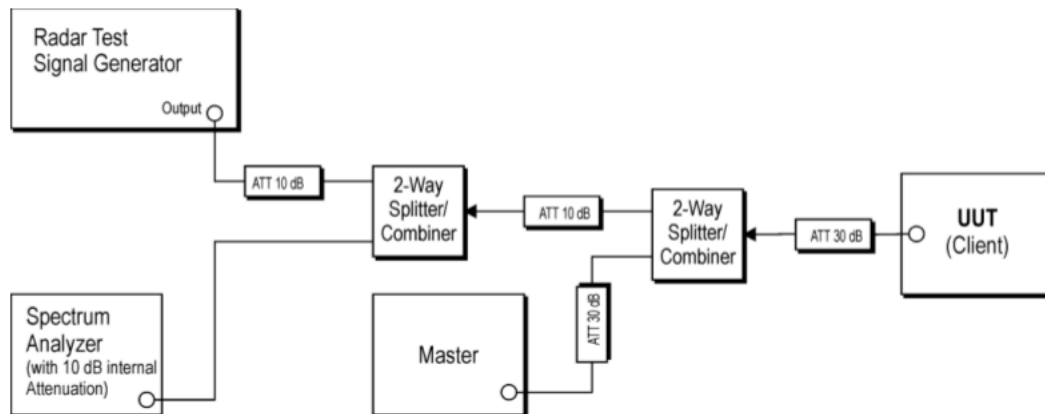 Radar Test
Signal Generator
Output
ATT 10 dB
2-Way
Splitter/
Combiner
ATT 10 dB
2-Way
Splitter/
Combiner
ATT 30 dB
UUT
(Client)
Spectrum
Analyzer
(with 10 dB internal
Attenuation)
Master
ATT 30 dB